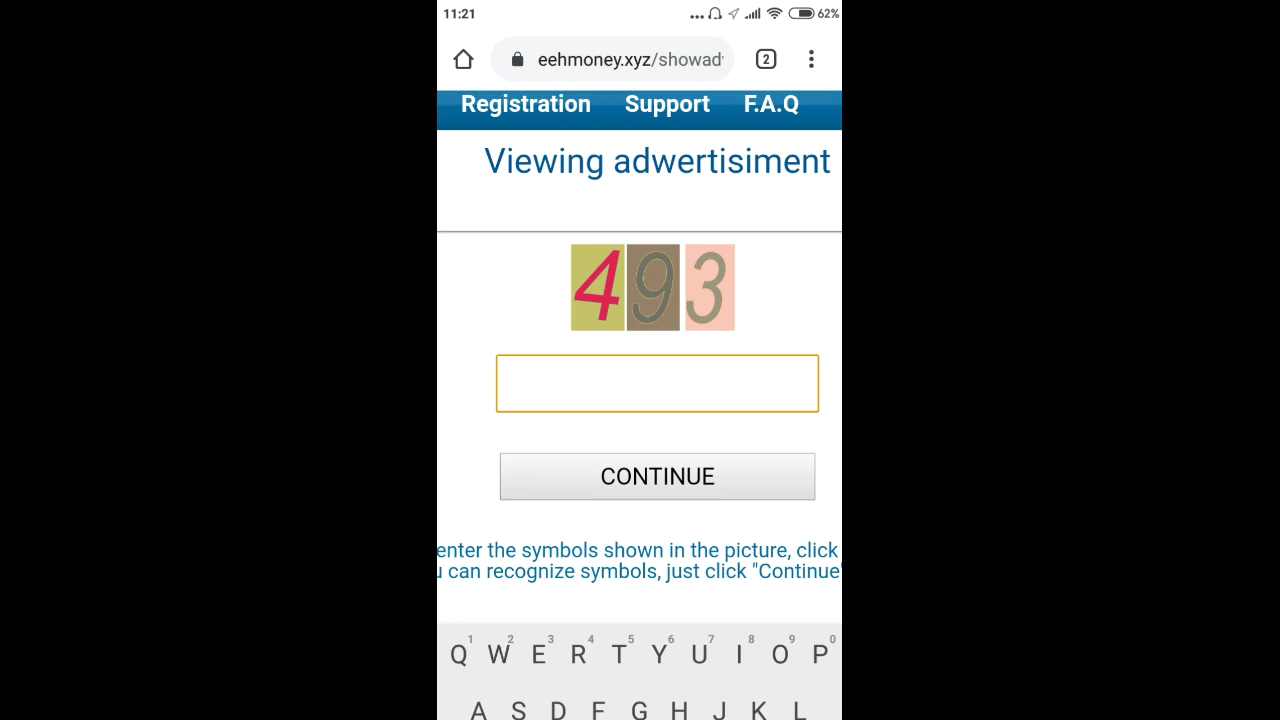 11:21 62%
eehmoney.xyz/showad 2
Registration Support F.A.Q
Viewing adwertisiment
493
CONTINUE
enter the symbols shown in the picture, click
can recognize symbols, just click "Continue"
1 2 3 4 5 6 7 8 9 0
Q W E R T Y U I O P
A S D F G H J K L